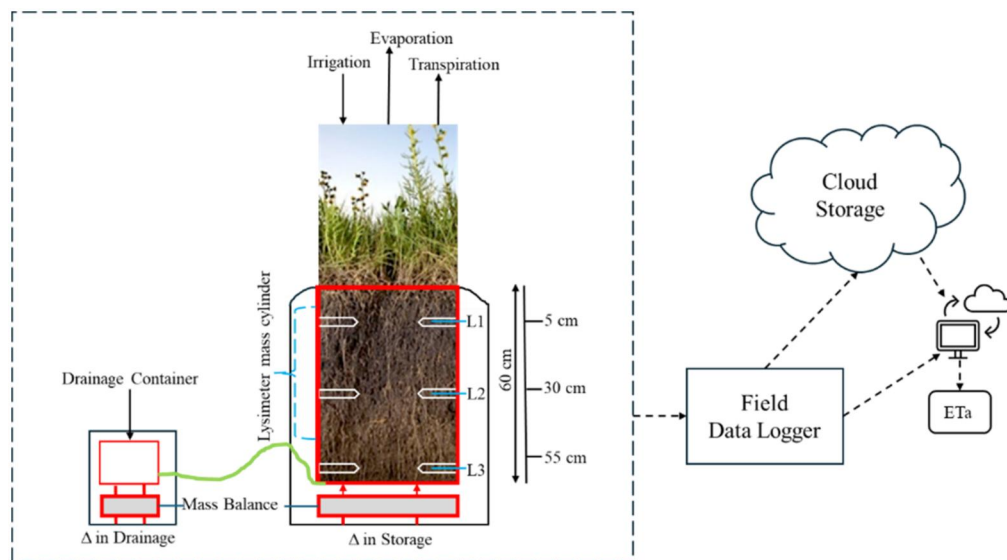 Evaporation
Irrigation
Transpiration
Cloud
Storage
Lysimeter mass cylinder
L1
5 cm
60 cm
L2
30 cm
Drainage Container
Field
Data Logger
ETa
L3
55 cm
Mass Balance
Δ in Drainage
Δ in Storage